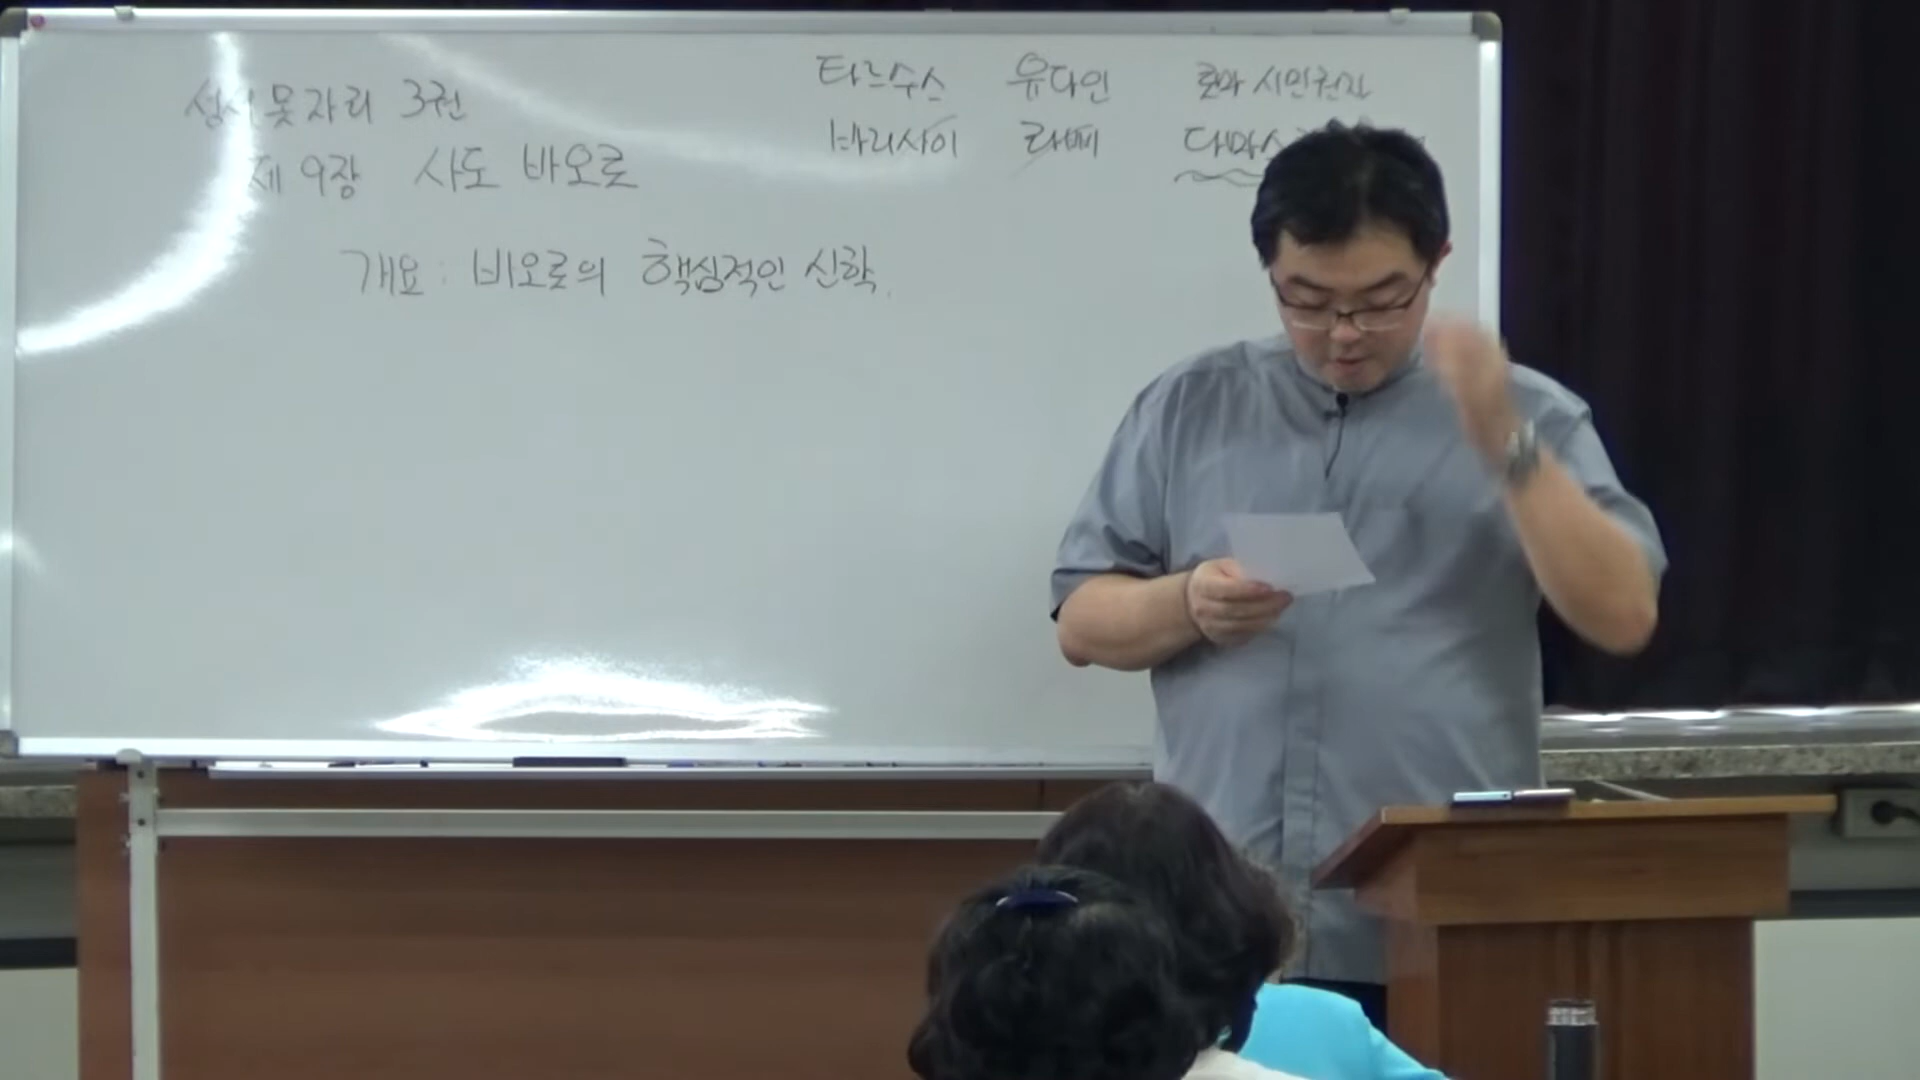 성서못자리 3권
제 9장 사도 바오로
개요 : 바오로의 핵심적인 신학.
타르수스 유다인 로마 시민권자
바리사이 라삐 다마스